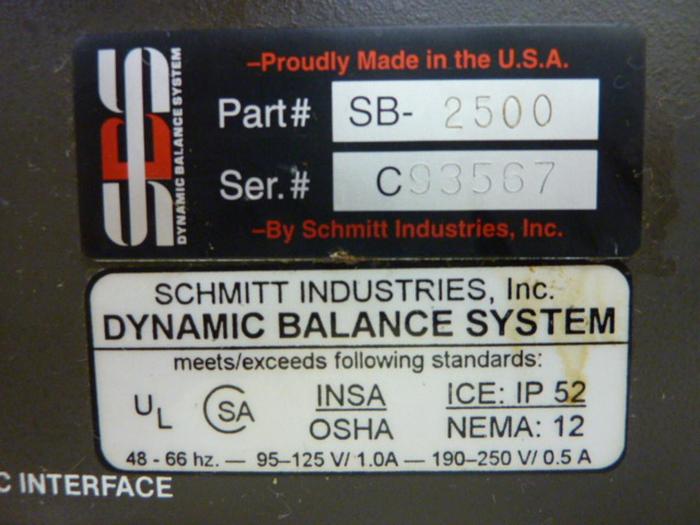 SBS
DYNAMIC BALANCE SYSTEM
–Proudly Made in the U.S.A.
Part# SB- 2500
Ser.# C93567
–By Schmitt Industries, Inc.
SCHMITT INDUSTRIES, Inc.
DYNAMIC BALANCE SYSTEM
meets/exceeds following standards:
UL CSA INSA ICE: IP 52
OSHA NEMA: 12
48 - 66 hz. — 95–125 V/ 1.0A — 190–250 V/ 0.5 A
C INTERFACE